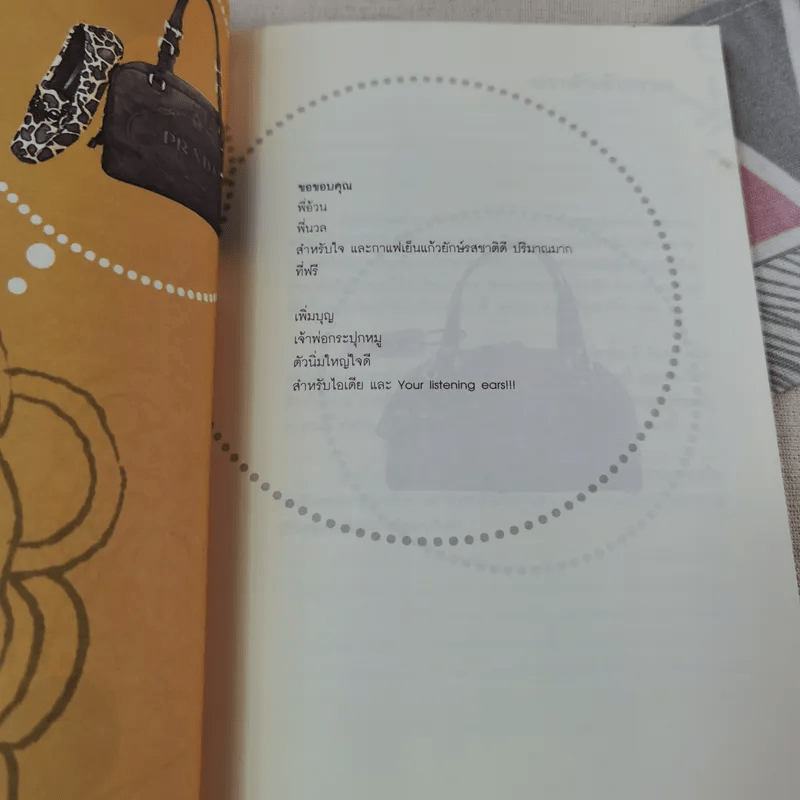 PRADA
ขอขอบคุณ
พี่อ้วน
พี่นวล
สำหรับใจ และกาแฟเย็นแก้วยักษ์รสชาติดี ปริมาณมาก
ที่ฟรี
เพิ่มบุญ
เจ้าพ่อกระปุกหมู
ตัวนิ่มใหญ่ใจดี
สำหรับไอเดีย และ Your listening ears!!!